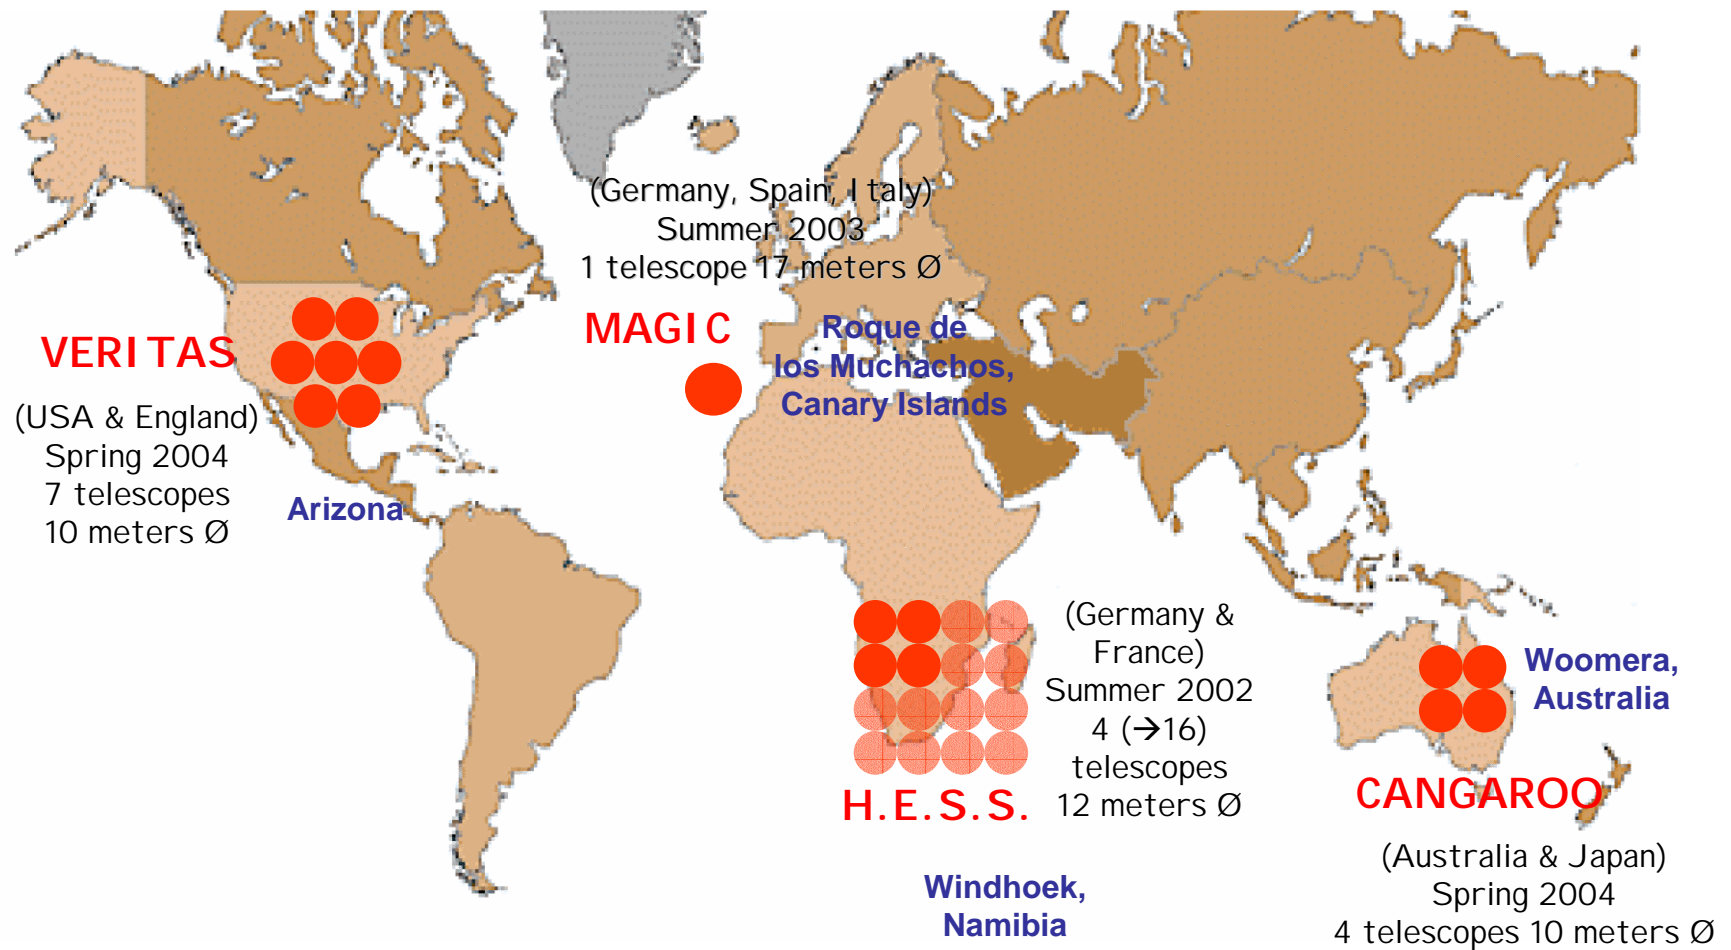 (Germany, Spain, Italy)
Summer 2003
1 telescope 17 meters Ø
MAGIC
Roque de
los Muchachos,
Canary Islands
VERITAS
(USA & England)
Spring 2004
7 telescopes
10 meters Ø
Arizona
(Germany &
France)
Summer 2002
4 (→16)
telescopes
12 meters Ø
H.E.S.S.
Windhoek,
Namibia
Woomera,
Australia
CANGAROO
(Australia & Japan)
Spring 2004
4 telescopes 10 meters Ø